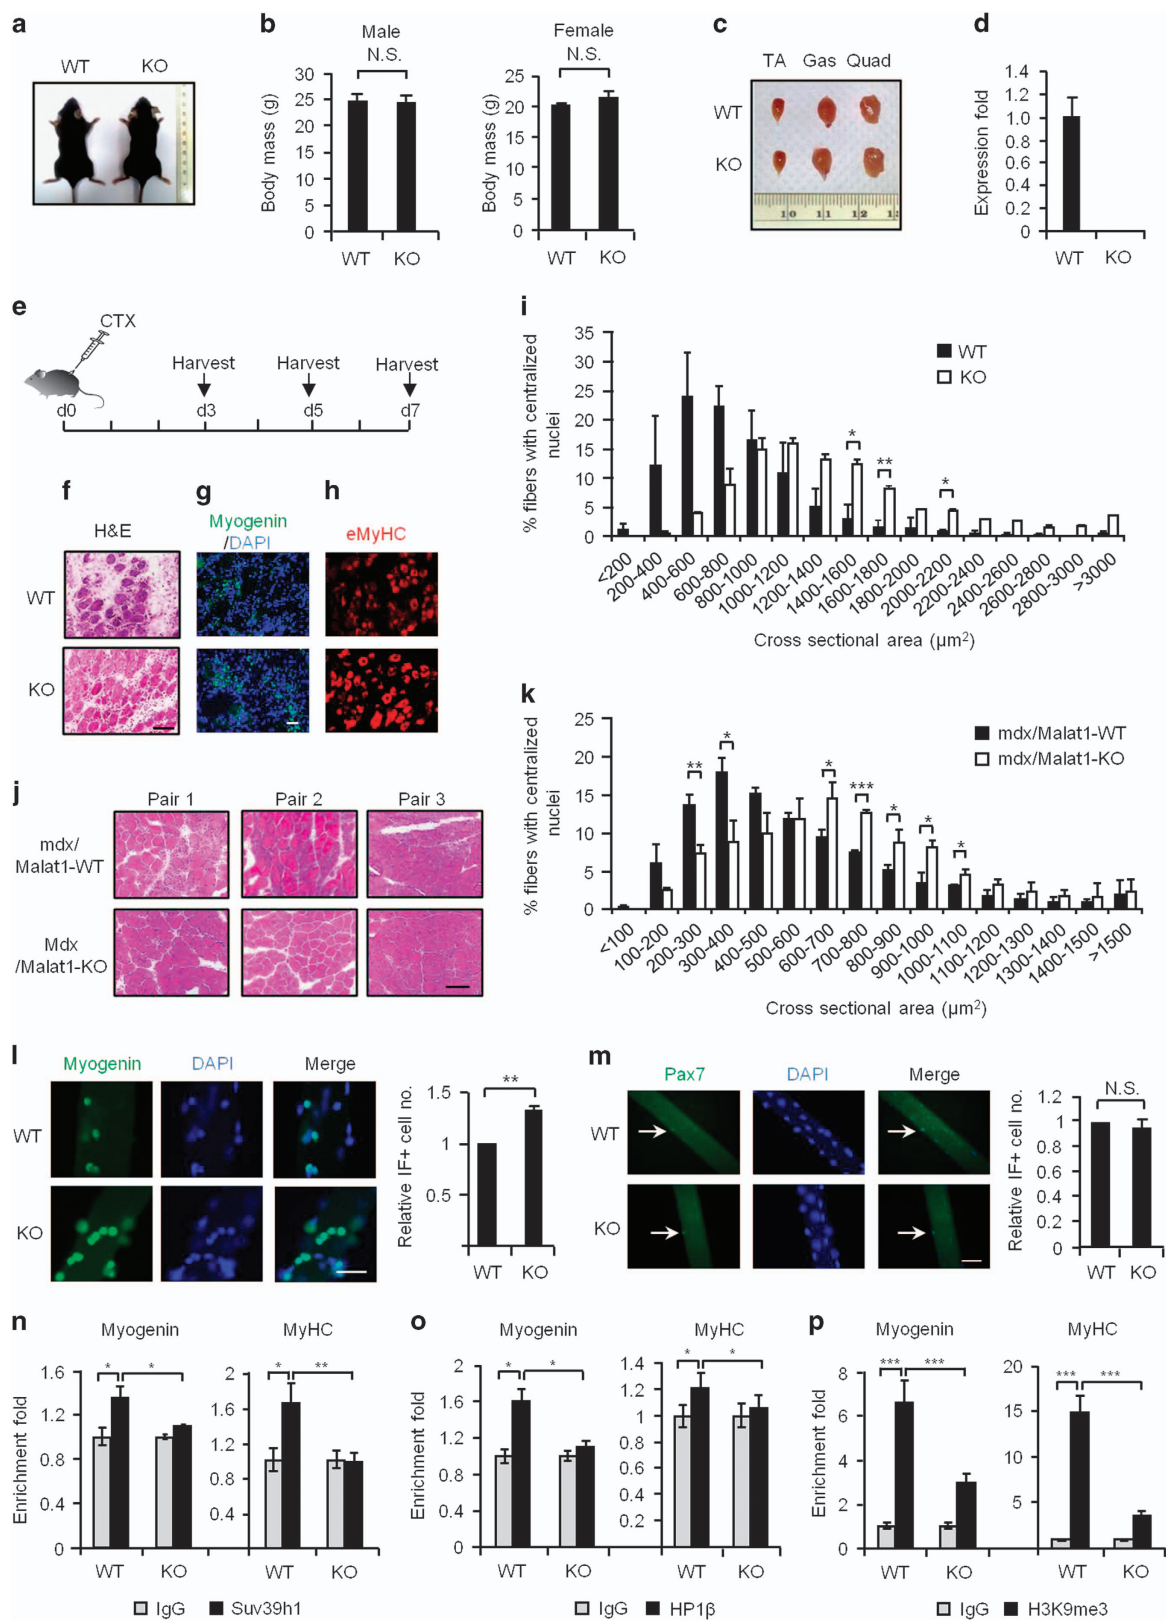 a
WT KO
b
Male
N.S.
Body mass (g)
30
25
20
15
10
5
0
WT KO
Female
N.S.
Body mass (g)
25
20
15
10
5
0
WT KO
c
TA Gas Quad
WT
KO
10 11 12
d
Expression fold
1.4
1.2
1.0
0.8
0.6
0.4
0.2
0
WT KO
e
CTX
Harvest Harvest Harvest
d0 d3 d5 d7
f
H&E
g
Myogenin
/DAPI
h
eMyHC
WT
KO
i
% fibers with centralized
nuclei
35
30
25
20
15
10
5
0
WT
KO
* ** *
<200 200-400 400-600 600-800 800-1000 1000-1200 1200-1400 1400-1600 1600-1800 1800-2000 2000-2200 2200-2400 2400-2600 2600-2800 2800-3000 >3000
Cross sectional area (µm²)
j
Pair 1 Pair 2 Pair 3
mdx/
Malat1-WT
Mdx
/Malat1-KO
k
% fibers with centralized
nuclei
25
20
15
10
5
0
mdx/Malat1-WT
mdx/Malat1-KO
** * * *** * * *
<100 100-200 200-300 300-400 400-500 500-600 600-700 700-800 800-900 900-1000 1000-1100 1100-1200 1200-1300 1300-1400 1400-1500 >1500
Cross sectional area (µm²)
l
Myogenin DAPI Merge
WT
KO
Relative IF+ cell no.
1.5
1
0.5
**
WT KO
m
Pax7 DAPI Merge
WT
KO
Relative IF+ cell no.
1.2
1
0.8
0.6
0.4
0.2
0
N.S.
WT KO
n
Myogenin
Enrichment fold
1.6
1.2
0.8
0.4
0
* *
WT KO
MyHC
2
1.6
1.2
0.8
0.4
* **
WT KO
IgG Suv39h1
o
Myogenin
Enrichment fold
2
1.6
1.2
0.8
0.4
0
* *
WT KO
MyHC
1.4
1.2
1
0.8
0.6
0.4
0.2
* *
WT KO
IgG HP1β
p
Myogenin
Enrichment fold
8
6
4
2
0
*** ***
WT KO
MyHC
20
15
10
5
*** ***
WT KO
IgG H3K9me3